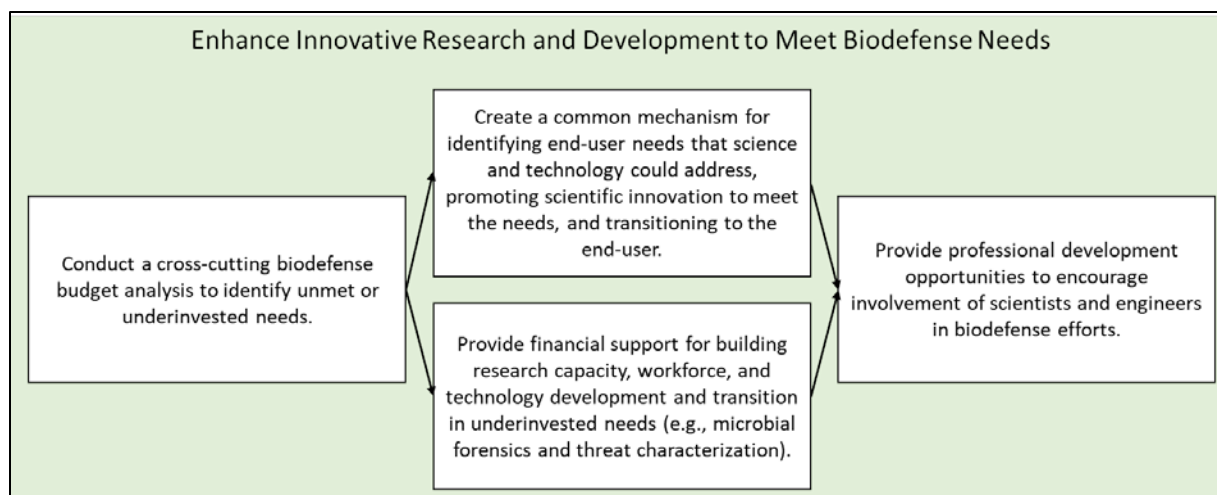 Enhance Innovative Research and Development to Meet Biodefense Needs
Conduct a cross-cutting biodefense
budget analysis to identify unmet or
underinvested needs.
Create a common mechanism for
identifying end-user needs that science
and technology could address,
promoting scientific innovation to meet
the needs, and transitioning to the
end-user.
Provide financial support for building
research capacity, workforce, and
technology development and transition
in underinvested needs (e.g., microbial
forensics and threat characterization).
Provide professional development
opportunities to encourage
involvement of scientists and engineers
in biodefense efforts.